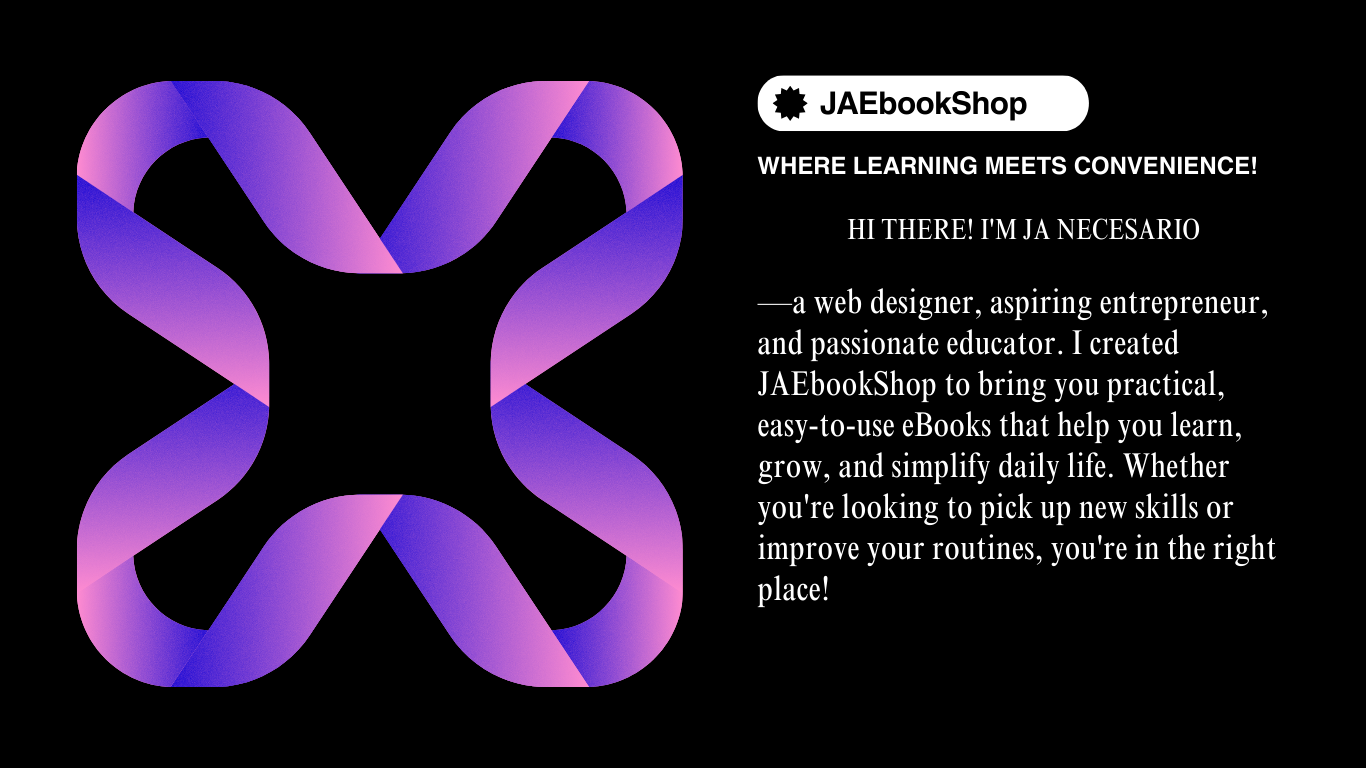 JAEbookShop
WHERE LEARNING MEETS CONVENIENCE!
HI THERE! I'M JA NECESARIO
—a web designer, aspiring entrepreneur,
and passionate educator. I created
JAEbookShop to bring you practical,
easy-to-use eBooks that help you learn,
grow, and simplify daily life. Whether
you're looking to pick up new skills or
improve your routines, you're in the right
place!